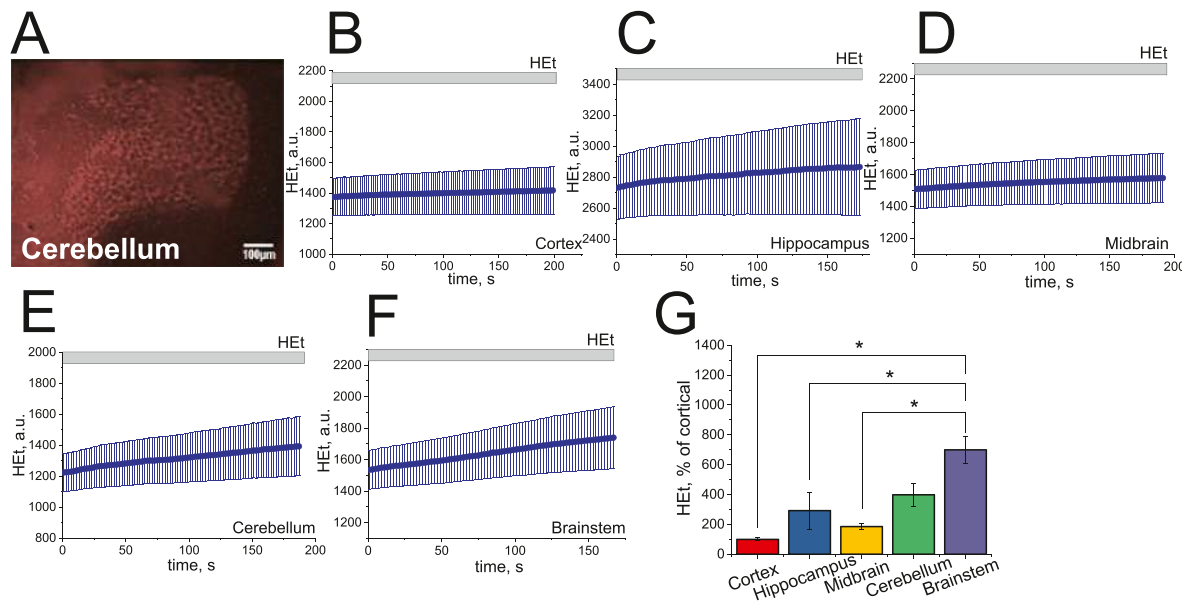 A
Cerebellum
100µm
B
HEt
2200
2000
1800
1600
1400
1200
1000
HEt, a.u.
Cortex
0 50 100 150 200
time, s
C
HEt
3400
3200
3000
2800
2600
2400
HEt, a.u.
Hippocampus
0 50 100 150
time, s
D
HEt
2200
2000
1800
1600
1400
1200
HEt, a.u.
Midbrain
0 50 100 150 200
time, s
E
HEt
2000
1800
1600
1400
1200
1000
800
HEt, a.u.
Cerebellum
0 50 100 150 200
time, s
F
HEt
2200
2000
1800
1600
1400
1200
HEt, a.u.
Brainstem
0 50 100 150
time, s
G
1400
1200
1000
800
600
400
200
0
HEt, % of cortical
*
*
*
Cortex
Hippocampus
Midbrain
Cerebellum
Brainstem